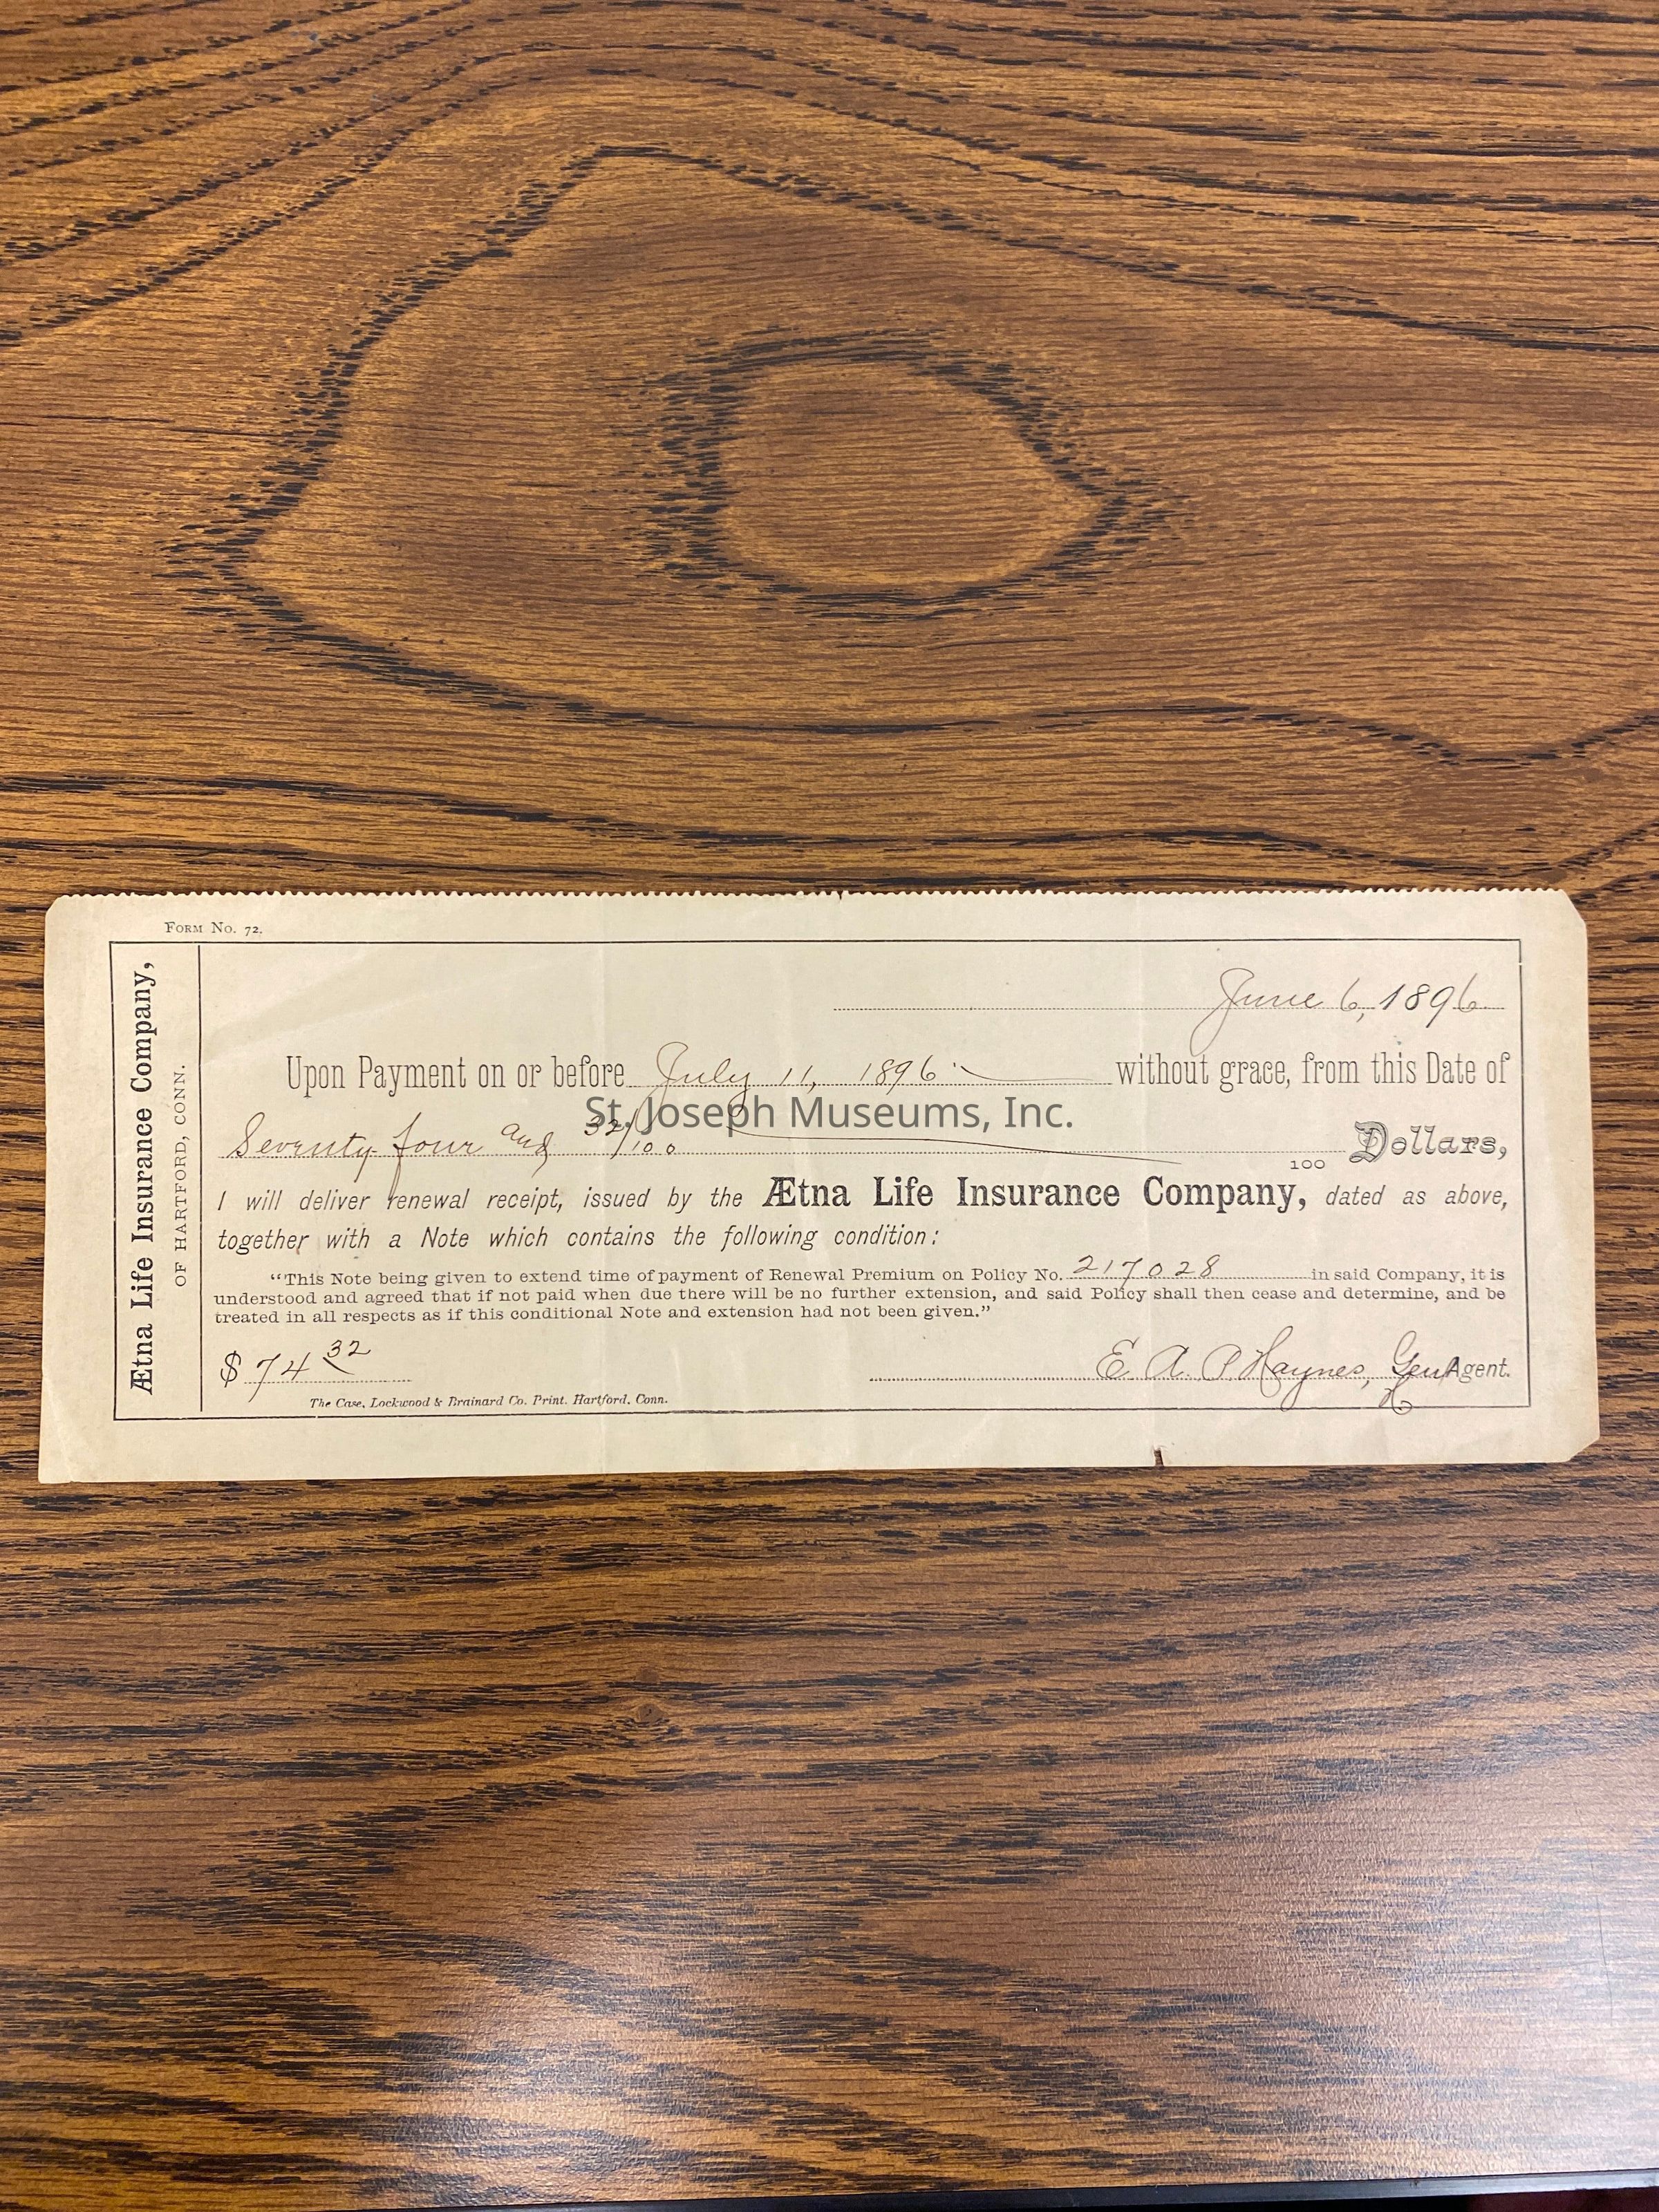 FORM No. 72.
Ætna Life Insurance Company,
OF HARTFORD, CONN.
June 6, 1896
Upon Payment on or before July 11, 1896 without grace, from this Date of
Seventy four and 32/100 100 Dollars,
I will deliver renewal receipt, issued by the Ætna Life Insurance Company, dated as above,
together with a Note which contains the following condition:
"This Note being given to extend time of payment of Renewal Premium on Policy No. 217028 in said Company, it is
understood and agreed that if not paid when due there will be no further extension, and said Policy shall then cease and determine, and be
treated in all respects as if this conditional Note and extension had not been given."
$ 74 32 E. A. P. Haynes, Genl Agent.
The Case, Lockwood & Brainard Co. Print. Hartford. Conn.
St. Joseph Museums, Inc.